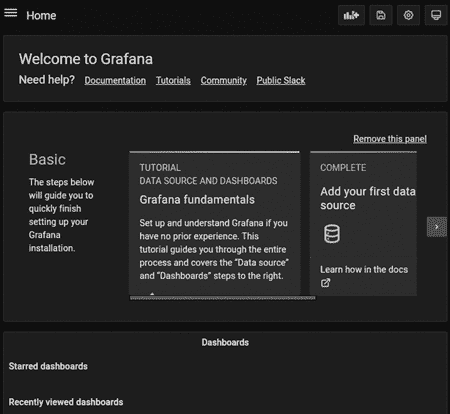 Home
Welcome to Grafana
Need help? Documentation Tutorials Community Public Slack
Remove this panel
Basic
The steps below
will guide you to
quickly finish
setting up your
Grafana
installation.
TUTORIAL
DATA SOURCE AND DASHBOARDS
Grafana fundamentals
Set up and understand Grafana if you
have no prior experience. This
tutorial guides you through the entire
process and covers the “Data source”
and “Dashboards” steps to the right.
COMPLETE
Add your first data
source
Learn how in the docs
Dashboards
Starred dashboards
Recently viewed dashboards